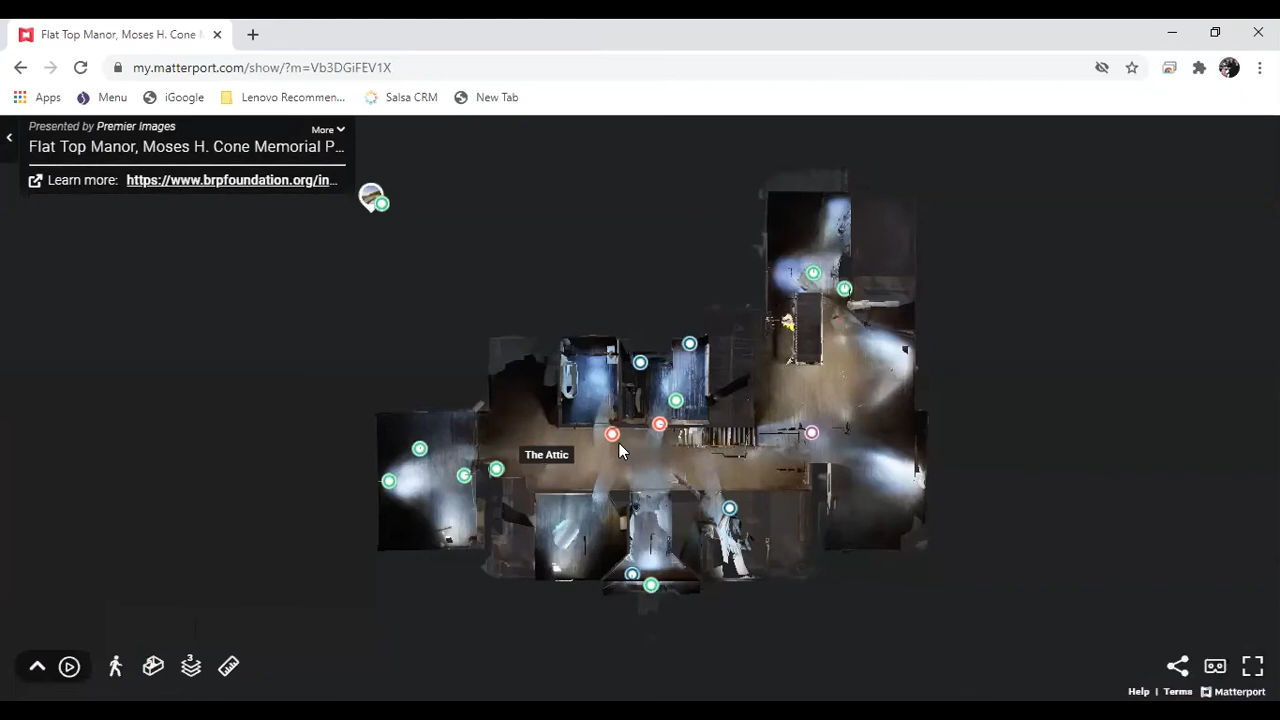 Flat Top Manor, Moses H. Cone M
my.matterport.com/show/?m=Vb3DGiFEV1X
Apps Menu iGoogle Lenovo Recommen... Salsa CRM New Tab
Presented by Premier Images More
Flat Top Manor, Moses H. Cone Memorial P...
Learn more: https://www.brpfoundation.org/in...
The Attic
3
Help | Terms Matterport